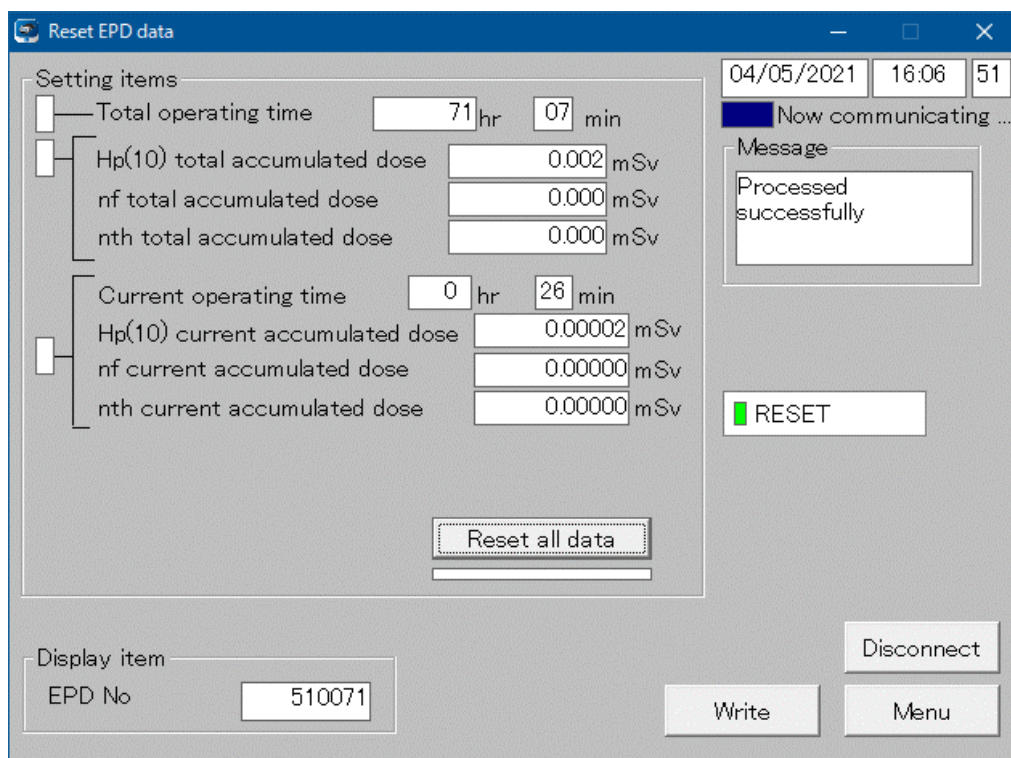 Reset EPD data
Setting items
Total operating time 71 hr 07 min
Hp(10) total accumulated dose 0.002 mSv
nf total accumulated dose 0.000 mSv
nth total accumulated dose 0.000 mSv
Current operating time 0 hr 26 min
Hp(10) current accumulated dose 0.00002 mSv
nf current accumulated dose 0.00000 mSv
nth current accumulated dose 0.00000 mSv
Reset all data
04/05/2021 16:06 51
Now communicating ...
Message
Processed
successfully
RESET
Display item
EPD No 510071
Disconnect
Write
Menu